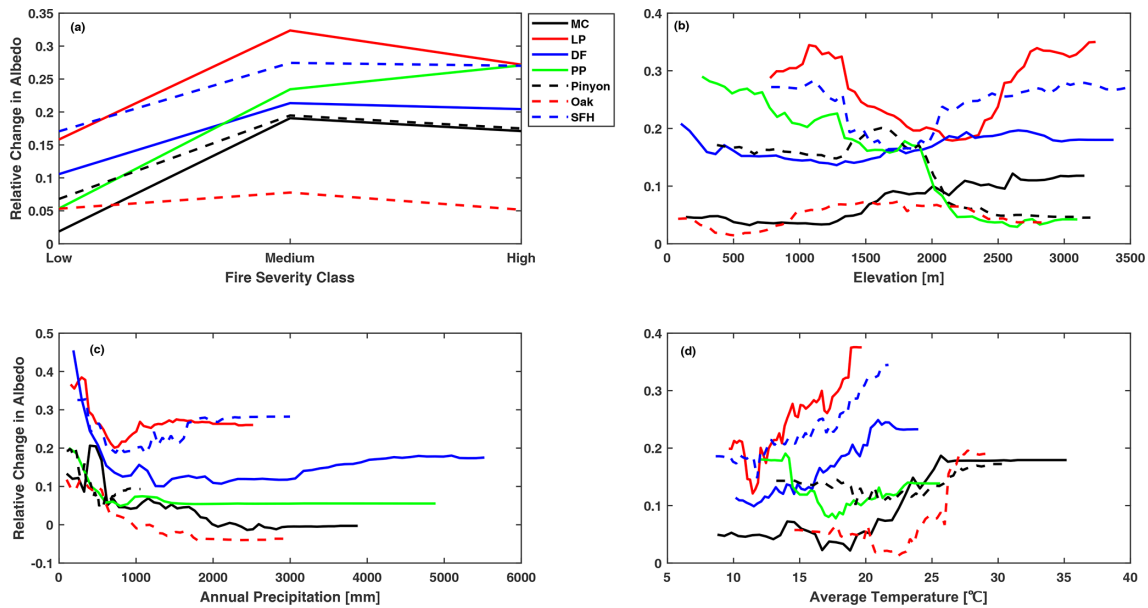 (a)
0.35
0.3
0.25
0.2
0.15
0.1
0.05
0
Relative Change in Albedo
Low Medium High
Fire Severity Class
MC
LP
DF
PP
Pinyon
Oak
SFH
(b)
0.4
0.3
0.2
0.1
0
0 500 1000 1500 2000 2500 3000 3500
Elevation [m]
(c)
0.5
0.4
0.3
0.2
0.1
0
-0.1
Relative Change in Albedo
0 1000 2000 3000 4000 5000 6000
Annual Precipitation [mm]
(d)
0.4
0.3
0.2
0.1
0
5 10 15 20 25 30 35 40
Average Temperature [℃]